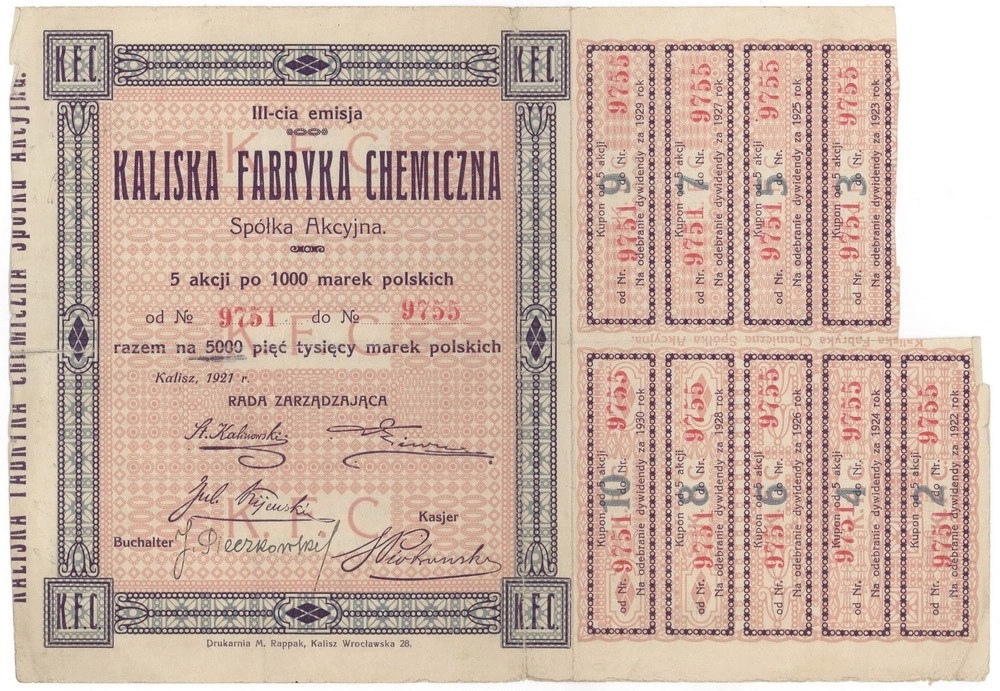 K.F.C.
K.F.C.
III-cia emisja
K F C
KALISKA FABRYKA CHEMICZNA
Spółka Akcyjna.
5 akcji po 1000 marek polskich
od № 9751 do № 9755
K F C
razem na 5000 pięć tysięcy marek polskich
Kalisz, 1921 r.
RADA ZARZĄDZAJĄCA
St. Kalinowski
Jul. Kijeński
K F C
Kasjer
Buchalter J. Pieczkowski
K.F.C.
K.F.C.
Drukarnia M. Rappak, Kalisz Wrocławska 28.
KALISKA FABRYKA CHEMICZNA Spółka Akcyjna.
Kupon od 5 akcji
9
od Nr. 9751 do Nr. 9755
Na odebranie dywidendy za 1929 rok
Kupon od 5 akcji
7
od Nr. 9751 do Nr. 9755
Na odebranie dywidendy za 1927 rok
Kupon od 5 akcji
5
od Nr. 9751 do Nr. 9755
Na odebranie dywidendy za 1925 rok
Kupon od 5 akcji
3
od Nr. 9751 do Nr. 9755
Na odebranie dywidendy za 1923 rok
Kaliska Fabryka Chemiczna Spółka Akcyjna.
Kupon od 5 akcji
10
od Nr. 9751 do Nr. 9755
Na odebranie dywidendy za 1930 rok
Kupon od 5 akcji
8
od Nr. 9751 do Nr. 9755
Na odebranie dywidendy za 1928 rok
Kupon od 5 akcji
6
od Nr. 9751 do Nr. 9755
Na odebranie dywidendy za 1926 rok
Kupon od 5 akcji
4
od Nr. 9751 do Nr. 9755
Na odebranie dywidendy za 1924 rok
Kupon od 5 akcji
2
od Nr. 9751 do Nr. 9755
Na odebranie dywidendy za 1922 rok